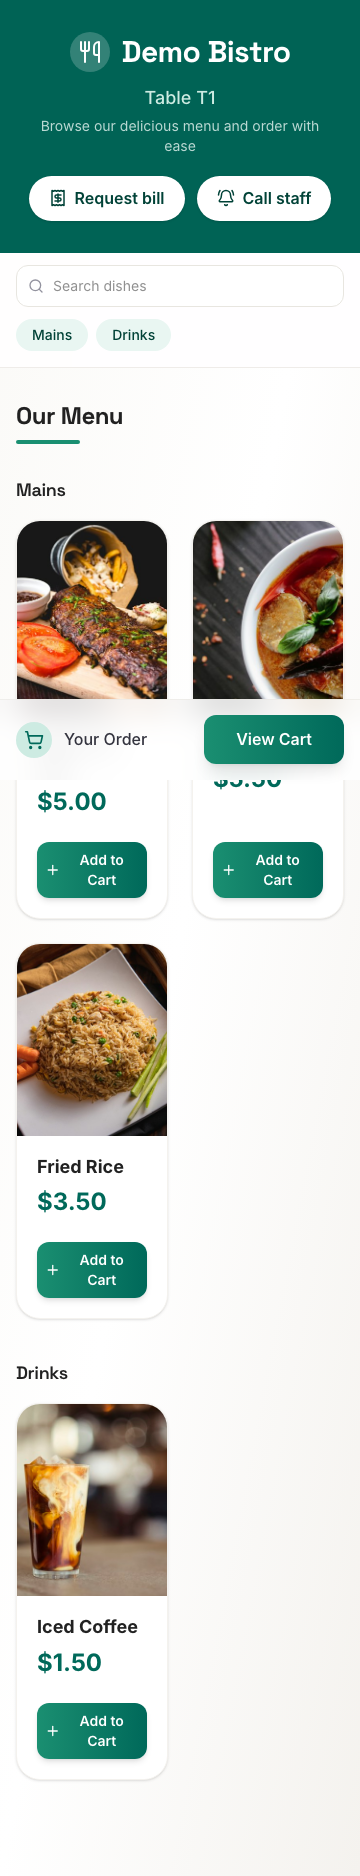 Demo Bistro
Table T1
Browse our delicious menu and order with
ease
Request bill
Call staff
Search dishes
Mains
Drinks
Our Menu
Mains
Your Order
View Cart
$5.00
$5.50
Add to
Cart
Add to
Cart
Fried Rice
$3.50
Add to
Cart
Drinks
Iced Coffee
$1.50
Add to
Cart